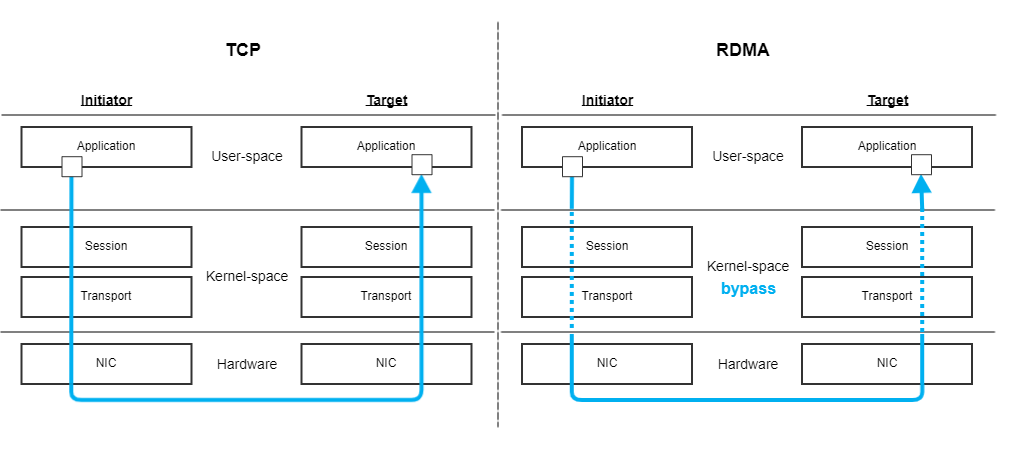 TCP
RDMA
Initiator
Target
Initiator
Target
Application
User-space
Application
Application
User-space
Application
Session
Kernel-space
Session
Session
Kernel-space
bypass
Session
Transport
Transport
Transport
Transport
NIC
Hardware
NIC
NIC
Hardware
NIC